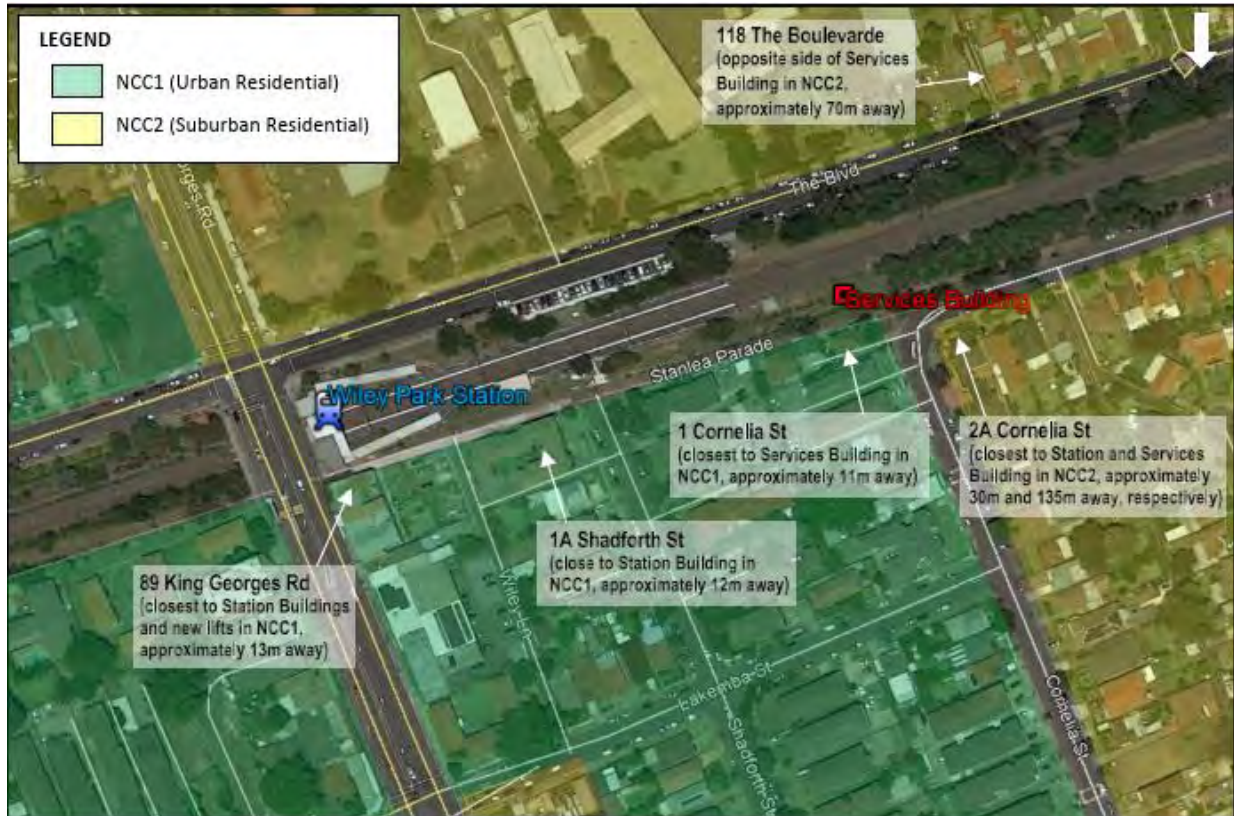 LEGEND
NCC1 (Urban Residential)
NCC2 (Suburban Residential)
118 The Boulevarde
(opposite side of Services
Building in NCC2,
approximately 70m away)
orges Rd
The Blvd
Services Building
Stanlea Parade
Wiley Park Station
1 Cornelia St
(closest to Services Building in
NCC1, approximately 11m away)
2A Cornelia St
(closest to Station and Services
Building in NCC2, approximately
30m and 135m away, respectively)
1A Shadforth St
(close to Station Building in
NCC1, approximately 12m away)
89 King Georges Rd
(closest to Station Buildings
and new lifts in NCC1,
approximately 13m away)
Wiley Ln
Lakemba St
Shadforth St
Cornelia St